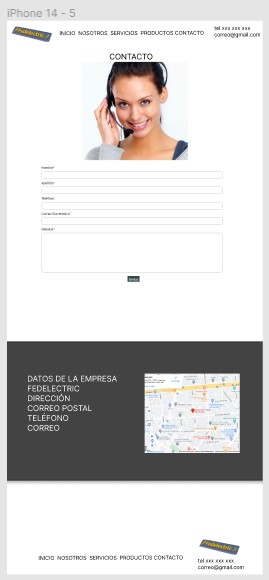 iPhone 14 - 5
Fedelectric
INICIO NOSOTROS SERVICIOS PRODUCTOS CONTACTO
tel xxx xxx xxx
correo@gmail.com
CONTACTO
Nombre*
Apellido*
Teléfono
Correo Electrónico*
Enviar
DATOS DE LA EMPRESA
FEDELECTRIC
DIRECCIÓN
CORREO POSTAL
TELÉFONO
CORREO
Fedelectric
INICIO NOSOTROS SERVICIOS PRODUCTOS CONTACTO
tel xxx xxx xxx
correo@gmail.com